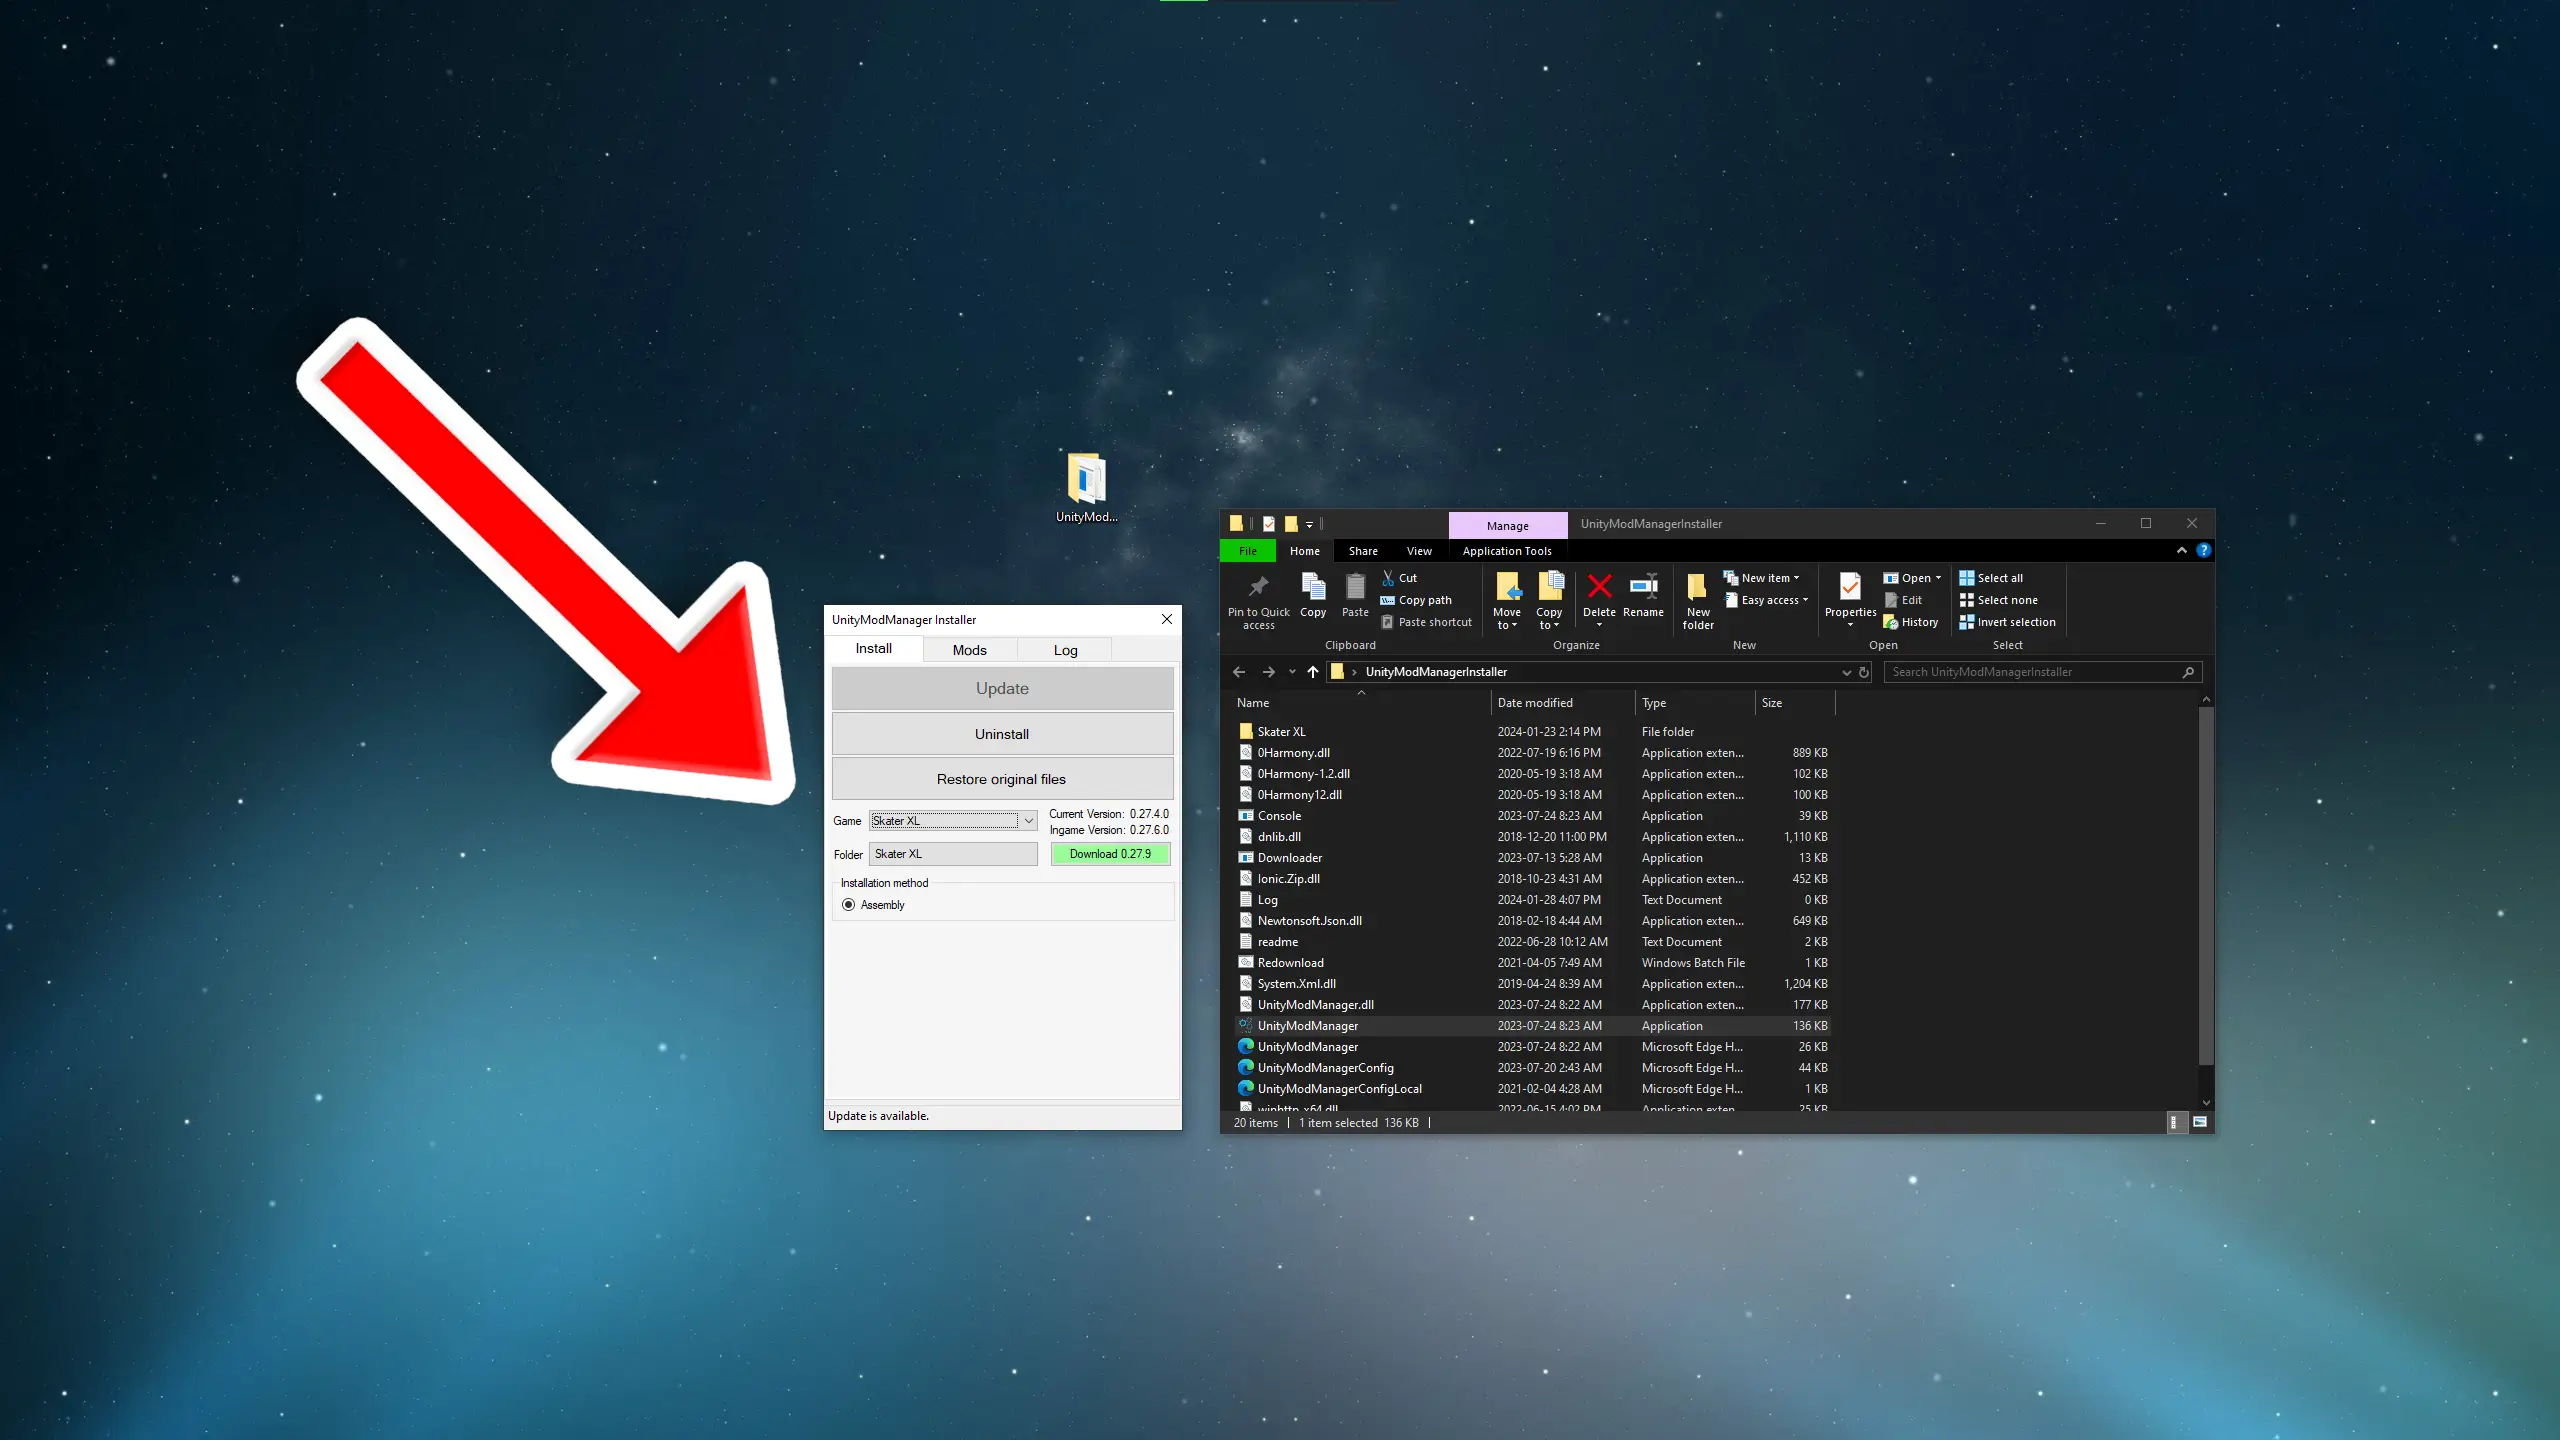 UnityMod...
UnityModManager Installer
Install Mods Log
Update
Uninstall
Restore original files
Game Skater XL
Current Version: 0.27.4.0
Ingame Version: 0.27.6.0
Folder Skater XL
Download 0.27.9
Installation method
Assembly
Update is available.
Manage UnityModManagerInstaller
File Home Share View Application Tools
Pin to Quick access
Copy
Paste
Cut
Copy path
Paste shortcut
Clipboard
Move to
Copy to
Delete
Rename
Organize
New folder
New item
Easy access
New
Properties
Open
Edit
History
Open
Select all
Select none
Invert selection
Select
UnityModManagerInstaller
Search UnityModManagerInstaller
Name Date modified Type Size
Skater XL 2024-01-23 2:14 PM File folder
0Harmony.dll 2022-07-19 6:16 PM Application exten... 889 KB
0Harmony-1.2.dll 2020-05-19 3:18 AM Application exten... 102 KB
0Harmony12.dll 2020-05-19 3:18 AM Application exten... 100 KB
Console 2023-07-24 8:23 AM Application 39 KB
dnlib.dll 2018-12-20 11:00 PM Application exten... 1,110 KB
Downloader 2023-07-13 5:28 AM Application 13 KB
Ionic.Zip.dll 2018-10-23 4:31 AM Application exten... 452 KB
Log 2024-01-28 4:07 PM Text Document 0 KB
Newtonsoft.Json.dll 2018-02-18 4:44 AM Application exten... 649 KB
readme 2022-06-28 10:12 AM Text Document 2 KB
Redownload 2021-04-05 7:49 AM Windows Batch File 1 KB
System.Xml.dll 2019-04-24 8:39 AM Application exten... 1,204 KB
UnityModManager.dll 2023-07-24 8:22 AM Application exten... 177 KB
UnityModManager 2023-07-24 8:23 AM Application 136 KB
UnityModManager 2023-07-24 8:22 AM Microsoft Edge H... 26 KB
UnityModManagerConfig 2023-07-20 2:43 AM Microsoft Edge H... 44 KB
UnityModManagerConfigLocal 2021-02-04 4:28 AM Microsoft Edge H... 1 KB
winhttp_x64.dll 2022-06-15 4:02 PM Application exten... 25 KB
20 items 1 item selected 136 KB